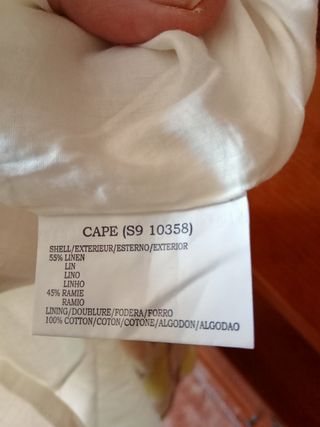 CAPE (S9 10358)
SHELL/EXTERIEUR/ESTERNO/EXTERIOR
55% LINEN
LIN
LINO
LINHO
45% RAMIE
RAMIO
LINING/DOUBLURE/FODERA/FORRO
100% COTTON/COTON/COTONE/ALGODON/ALGODAO